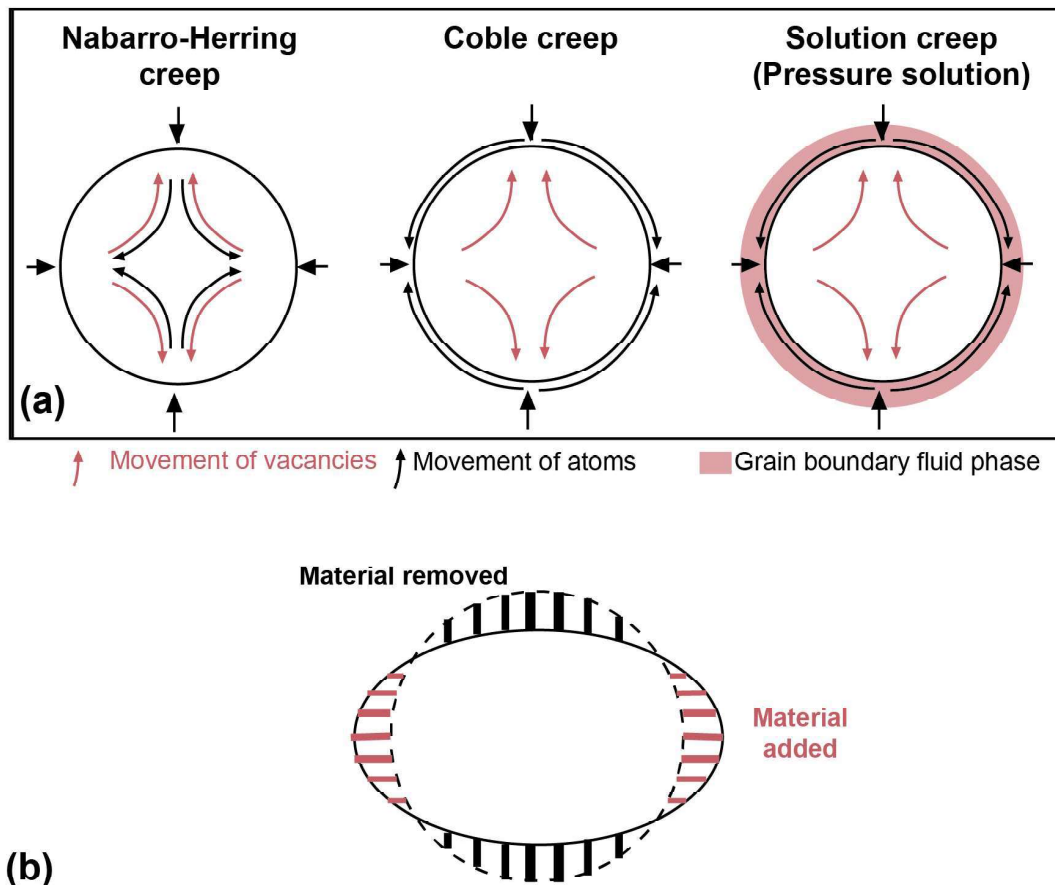 Nabarro-Herring
creep
Coble creep
Solution creep
(Pressure solution)
(a)
Movement of vacancies
Movement of atoms
Grain boundary fluid phase
Material removed
Material
added
(b)